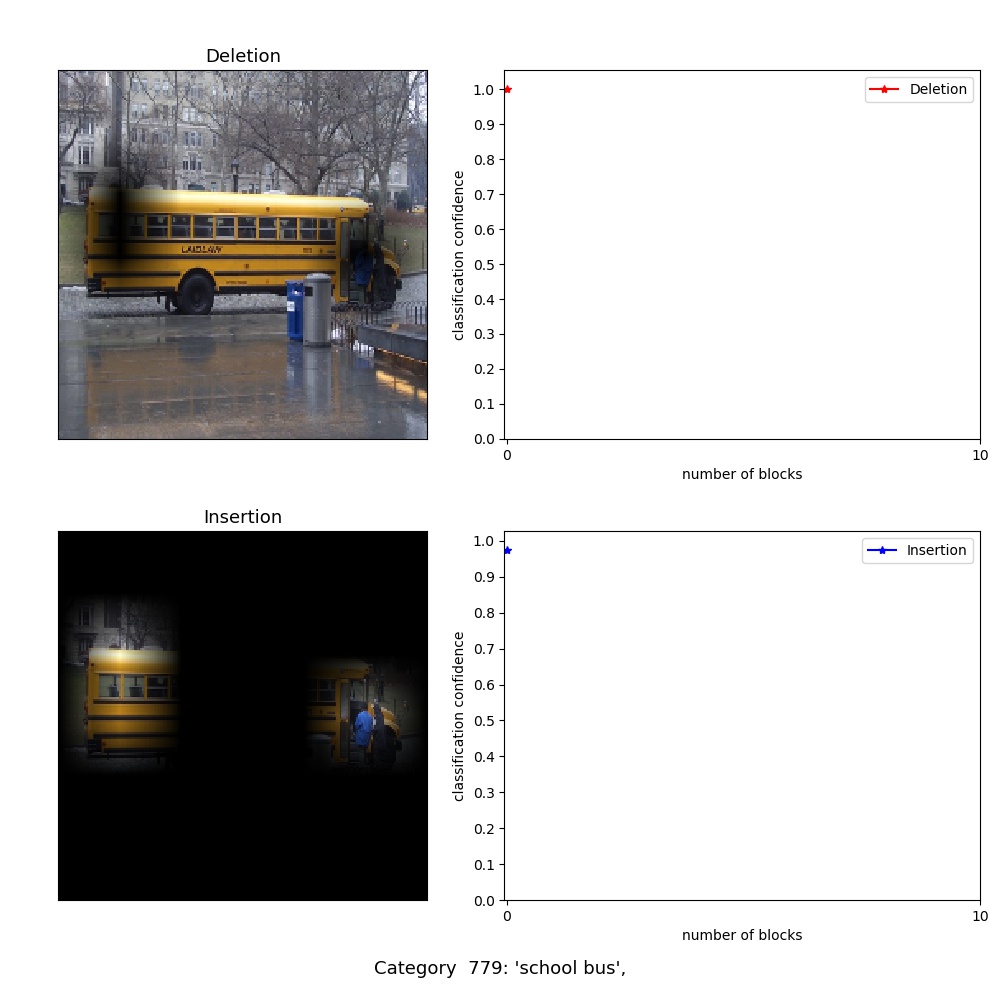 Deletion
1.0
0.9
0.8
0.7
0.6
0.5
0.4
0.3
0.2
0.1
0.0
classification confidence
Deletion
0
10
number of blocks
LAIDLAW
Insertion
1.0
0.9
0.8
0.7
0.6
0.5
0.4
0.3
0.2
0.1
0.0
classification confidence
Insertion
0
10
number of blocks
Category  779: 'school bus',